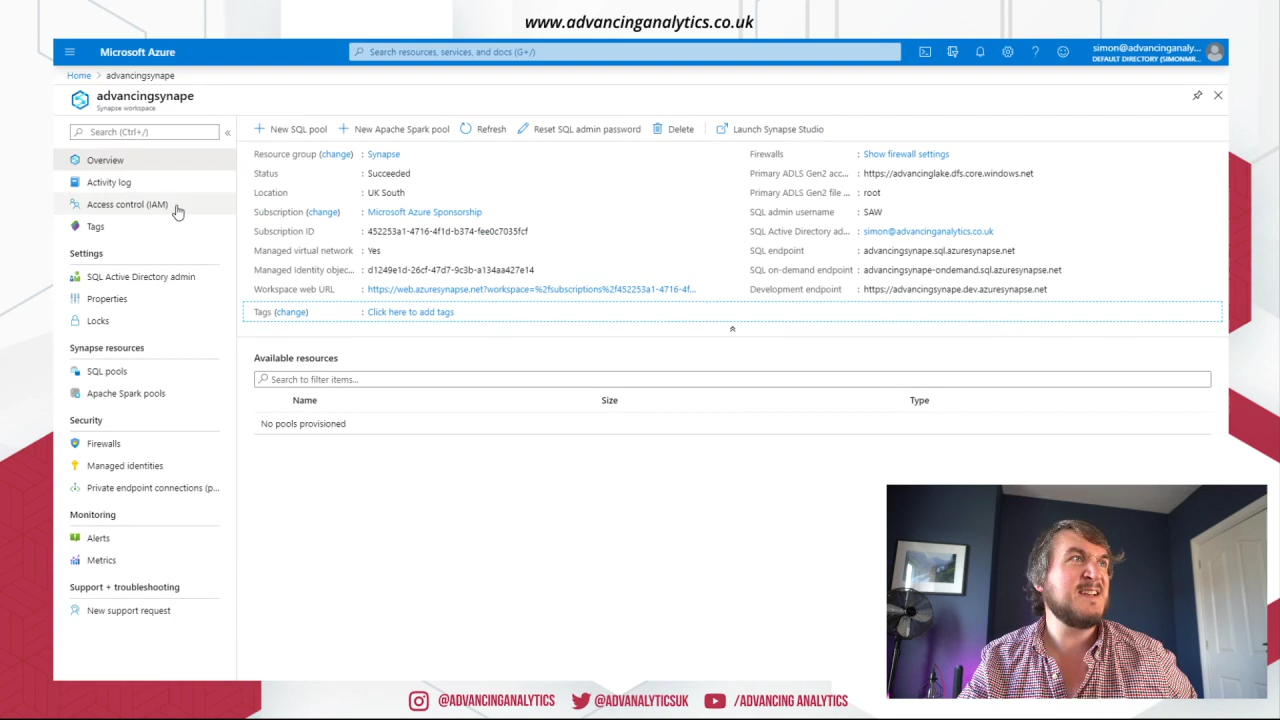 www.advancinganalytics.co.uk
Microsoft Azure
Search resources, services, and docs (G+/)
simon@advancinganaly...
DEFAULT DIRECTORY (SIMONMR...
Home > advancingsynape
advancingsynape
Synapse workspace
Search (Ctrl+/)
«
Overview
Activity log
Access control (IAM)
Tags
Settings
SQL Active Directory admin
Properties
Locks
Synapse resources
SQL pools
Apache Spark pools
Security
Firewalls
Managed identities
Private endpoint connections (p...
Monitoring
Alerts
Metrics
Support + troubleshooting
New support request
New SQL pool
New Apache Spark pool
Refresh
Reset SQL admin password
Delete
Launch Synapse Studio
Resource group (change) : Synapse
Status : Succeeded
Location : UK South
Subscription (change) : Microsoft Azure Sponsorship
Subscription ID : 452253a1-4716-4f1d-b374-fee0c7035fcf
Managed virtual network : Yes
Managed Identity objec... : d1249e1d-26cf-47d7-9c3b-a134aa427e14
Workspace web URL : https://web.azuresynapse.net?workspace=%2fsubscriptions%2f452253a1-4716-4f...
Tags (change) : Click here to add tags
Firewalls : Show firewall settings
Primary ADLS Gen2 acc... : https://advancinglake.dfs.core.windows.net
Primary ADLS Gen2 file ... : root
SQL admin username : SAW
SQL Active Directory ad... : simon@advancinganalytics.co.uk
SQL endpoint : advancingsynape.sql.azuresynapse.net
SQL on-demand endpoint : advancingsynape-ondemand.sql.azuresynapse.net
Development endpoint : https://advancingsynape.dev.azuresynapse.net
Available resources
Search to filter items...
Name Size Type
No pools provisioned
@ADVANCINGANALYTICS @ADVANALYTICSUK /ADVANCING ANALYTICS